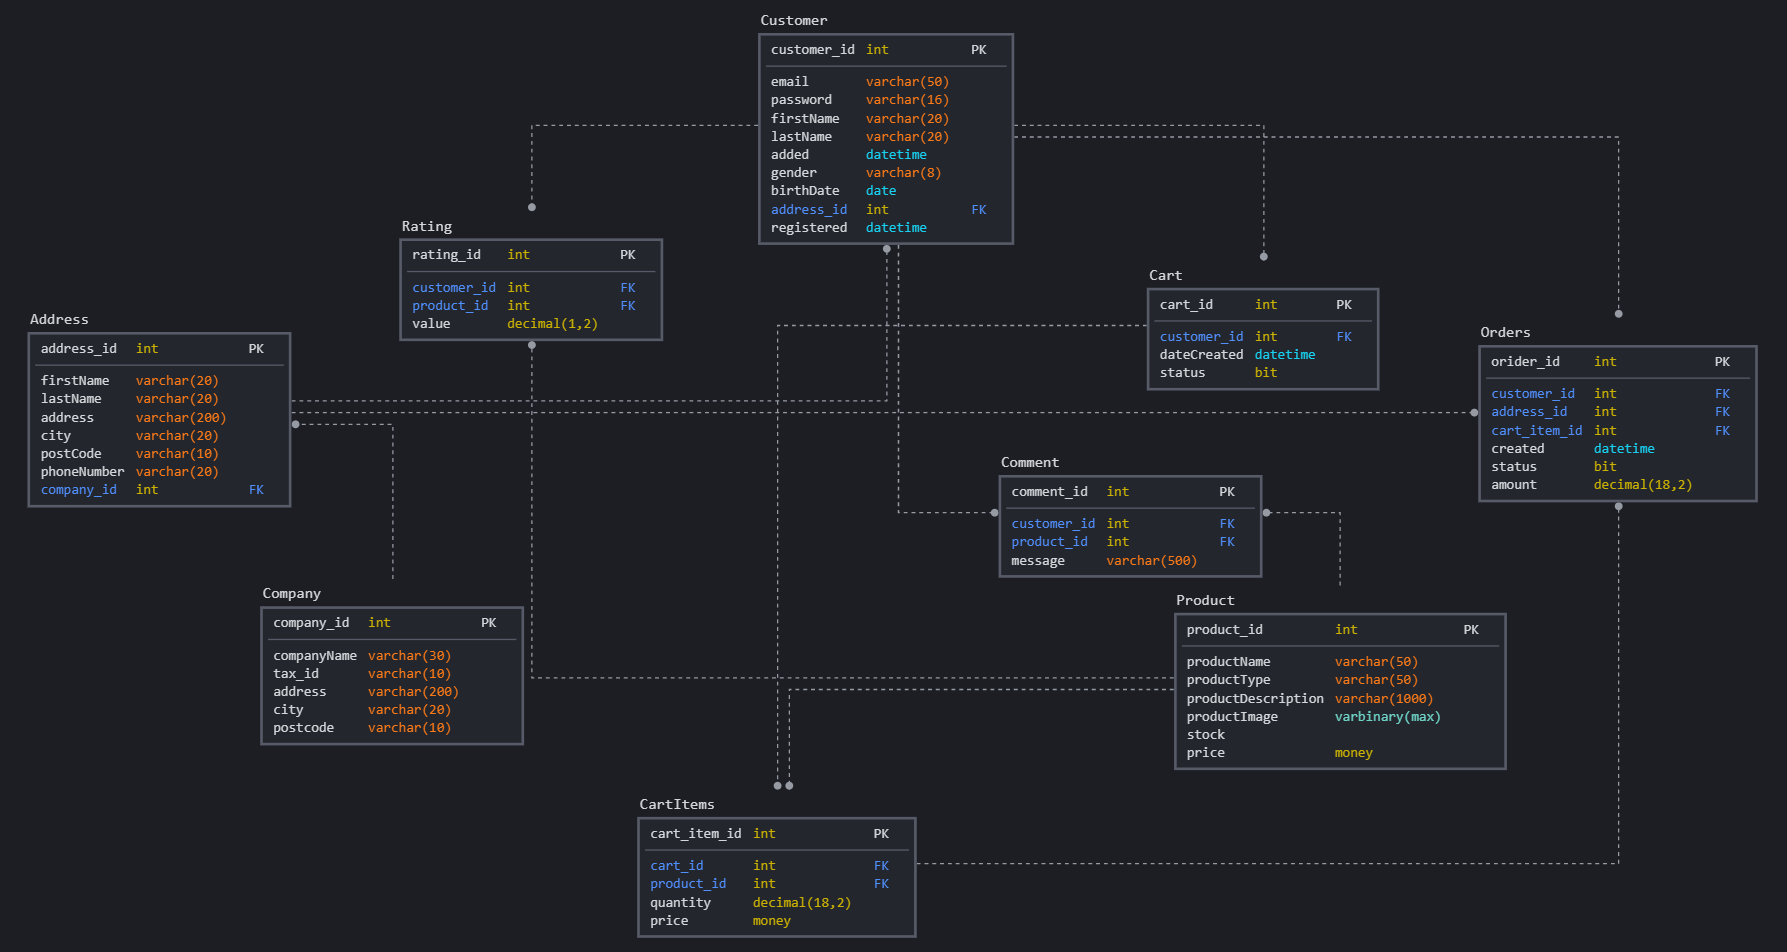 Customer
customer_id int PK
email varchar(50)
password varchar(16)
firstName varchar(20)
lastName varchar(20)
added datetime
gender varchar(8)
birthDate date
address_id int FK
registered datetime
Rating
rating_id int PK
customer_id int FK
product_id int FK
value decimal(1,2)
Cart
cart_id int PK
customer_id int FK
dateCreated datetime
status bit
Address
address_id int PK
firstName varchar(20)
lastName varchar(20)
address varchar(200)
city varchar(20)
postCode varchar(10)
phoneNumber varchar(20)
company_id int FK
Orders
orider_id int PK
customer_id int FK
address_id int FK
cart_item_id int FK
created datetime
status bit
amount decimal(18,2)
Comment
comment_id int PK
customer_id int FK
product_id int FK
message varchar(500)
Company
company_id int PK
companyName varchar(30)
tax_id varchar(10)
address varchar(200)
city varchar(20)
postcode varchar(10)
Product
product_id int PK
productName varchar(50)
productType varchar(50)
productDescription varchar(1000)
productImage varbinary(max)
stock
price money
CartItems
cart_item_id int PK
cart_id int FK
product_id int FK
quantity decimal(18,2)
price money